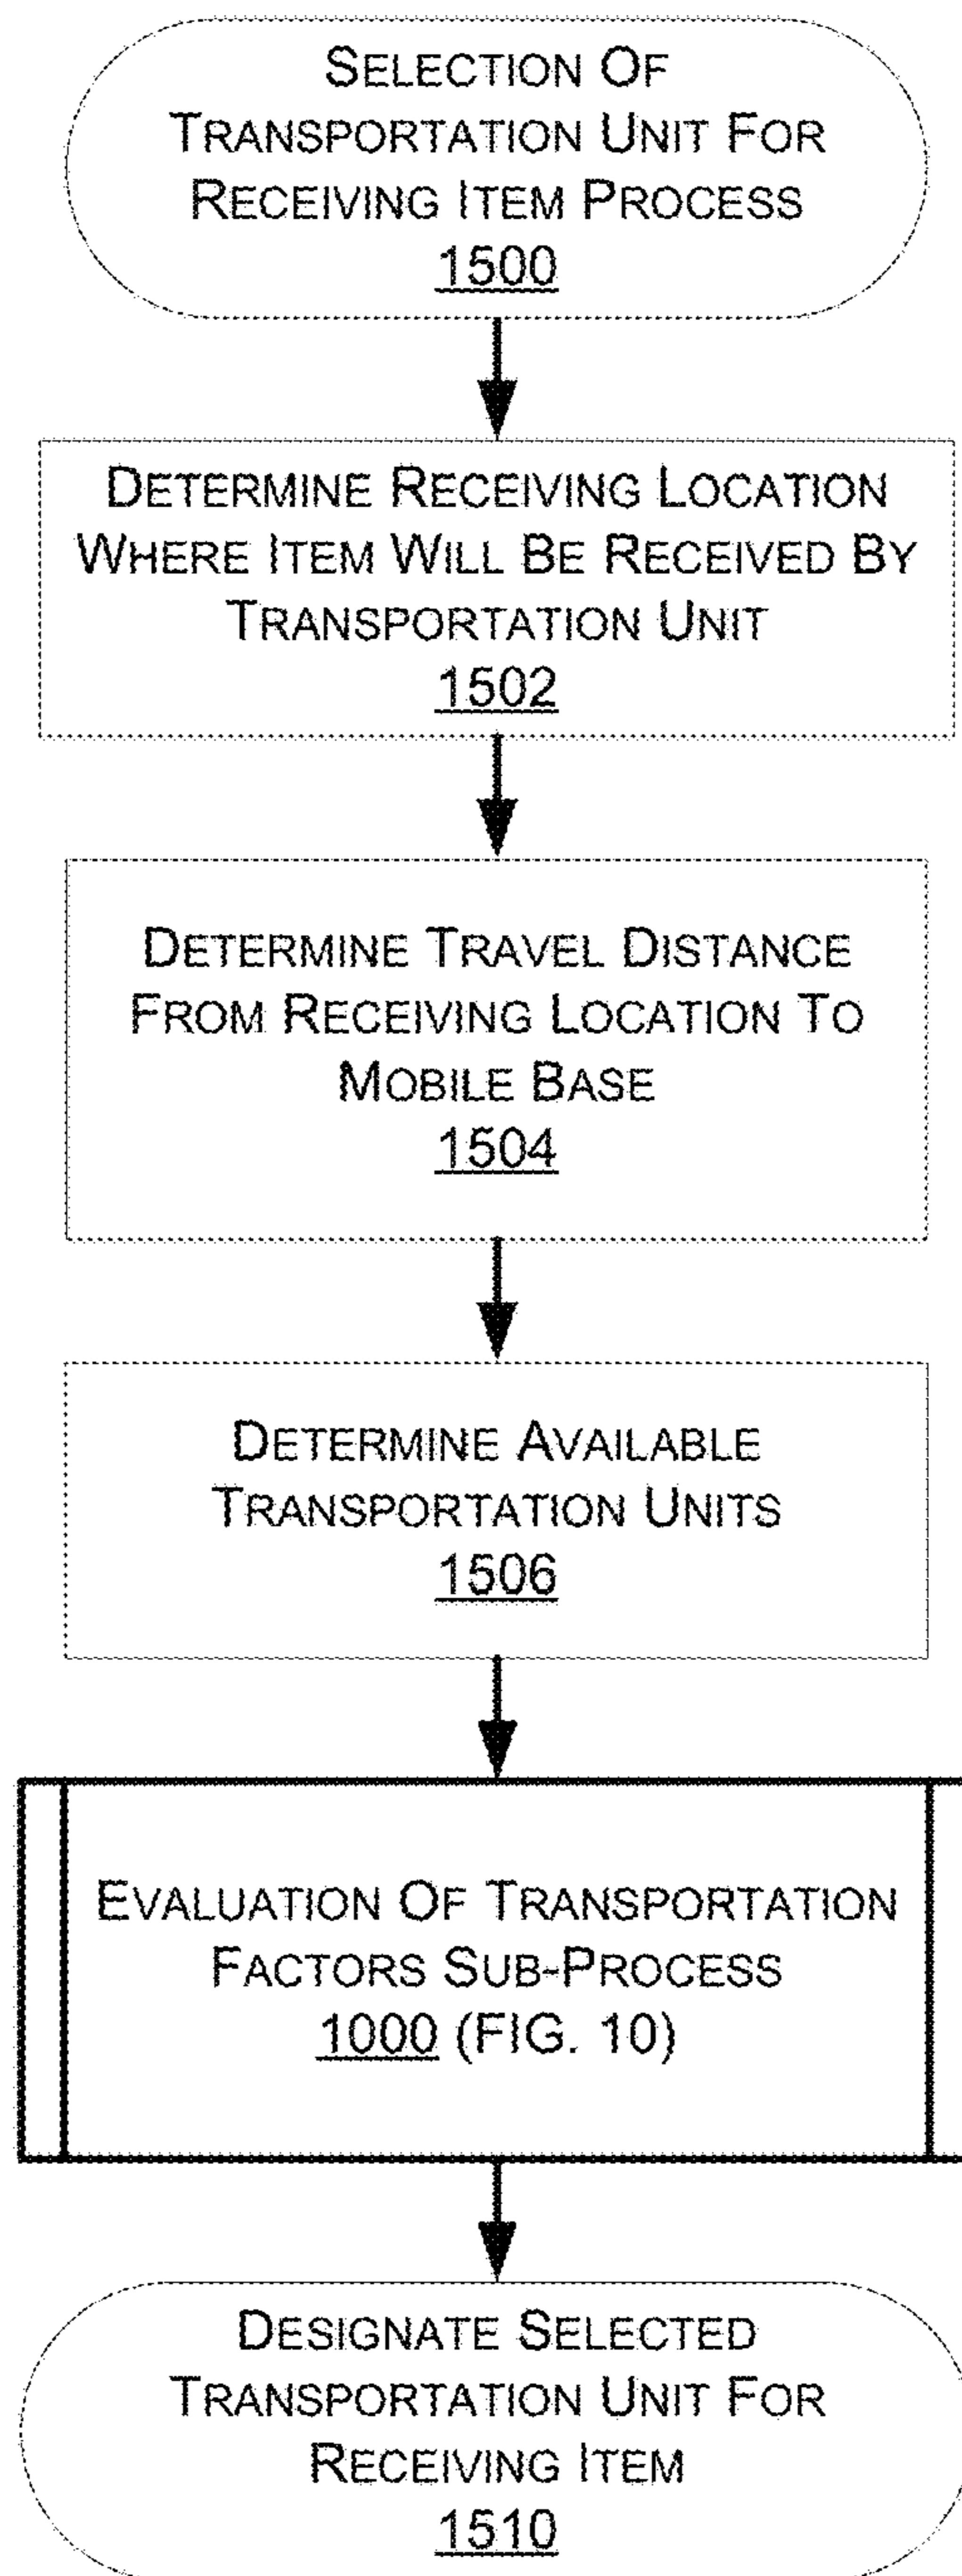 SELECTION OF
TRANSPORTATION UNIT FOR
RECEIVING ITEM PROCESS
1500
DETERMINE RECEIVING LOCATION
WHERE ITEM WILL BE RECEIVED BY
TRANSPORTATION UNIT
1502
DETERMINE TRAVEL DISTANCE
FROM RECEIVING LOCATION TO
MOBILE BASE
1504
DETERMINE AVAILABLE
TRANSPORTATION UNITS
1506
EVALUATION OF TRANSPORTATION
FACTORS SUB-PROCESS
1000 (FIG. 10)
DESIGNATE SELECTED
TRANSPORTATION UNIT FOR
RECEIVING ITEM
1510